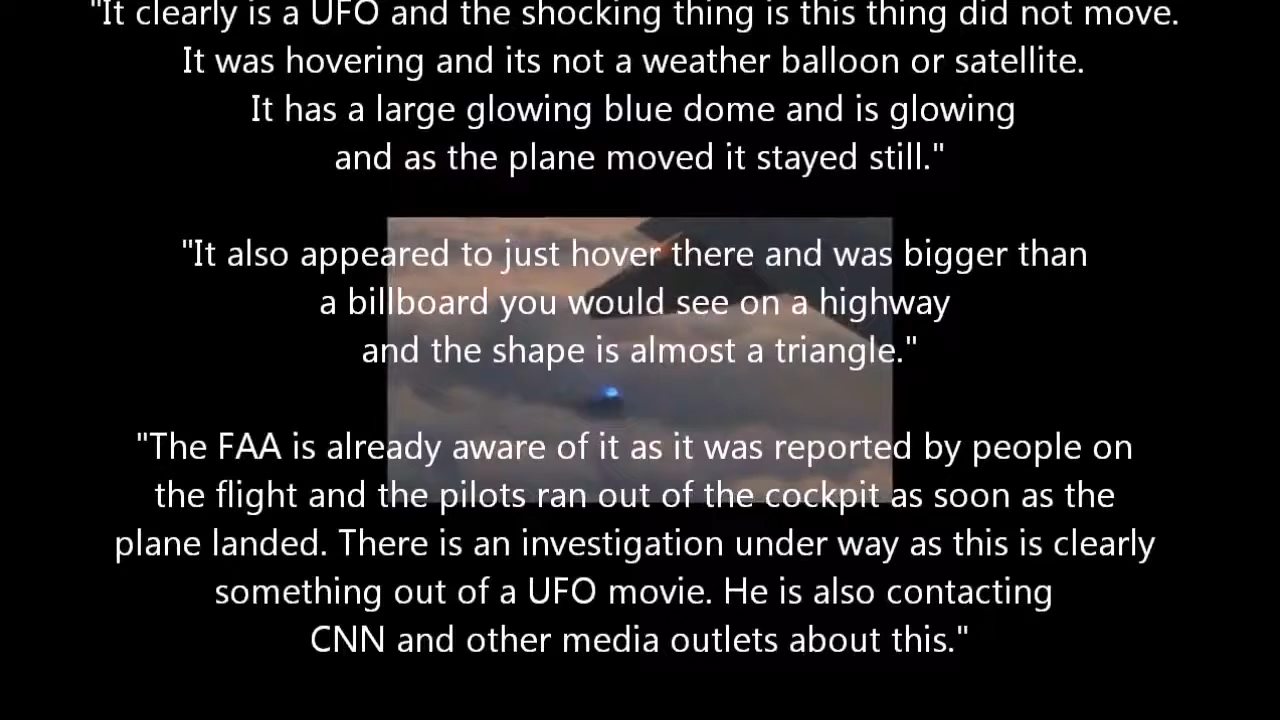 "It clearly is a UFO and the shocking thing is this thing did not move.
It was hovering and its not a weather balloon or satellite.
It has a large glowing blue dome and is glowing
and as the plane moved it stayed still."
"It also appeared to just hover there and was bigger than
a billboard you would see on a highway
and the shape is almost a triangle."
"The FAA is already aware of it as it was reported by people on
the flight and the pilots ran out of the cockpit as soon as the
plane landed. There is an investigation under way as this is clearly
something out of a UFO movie. He is also contacting
CNN and other media outlets about this."